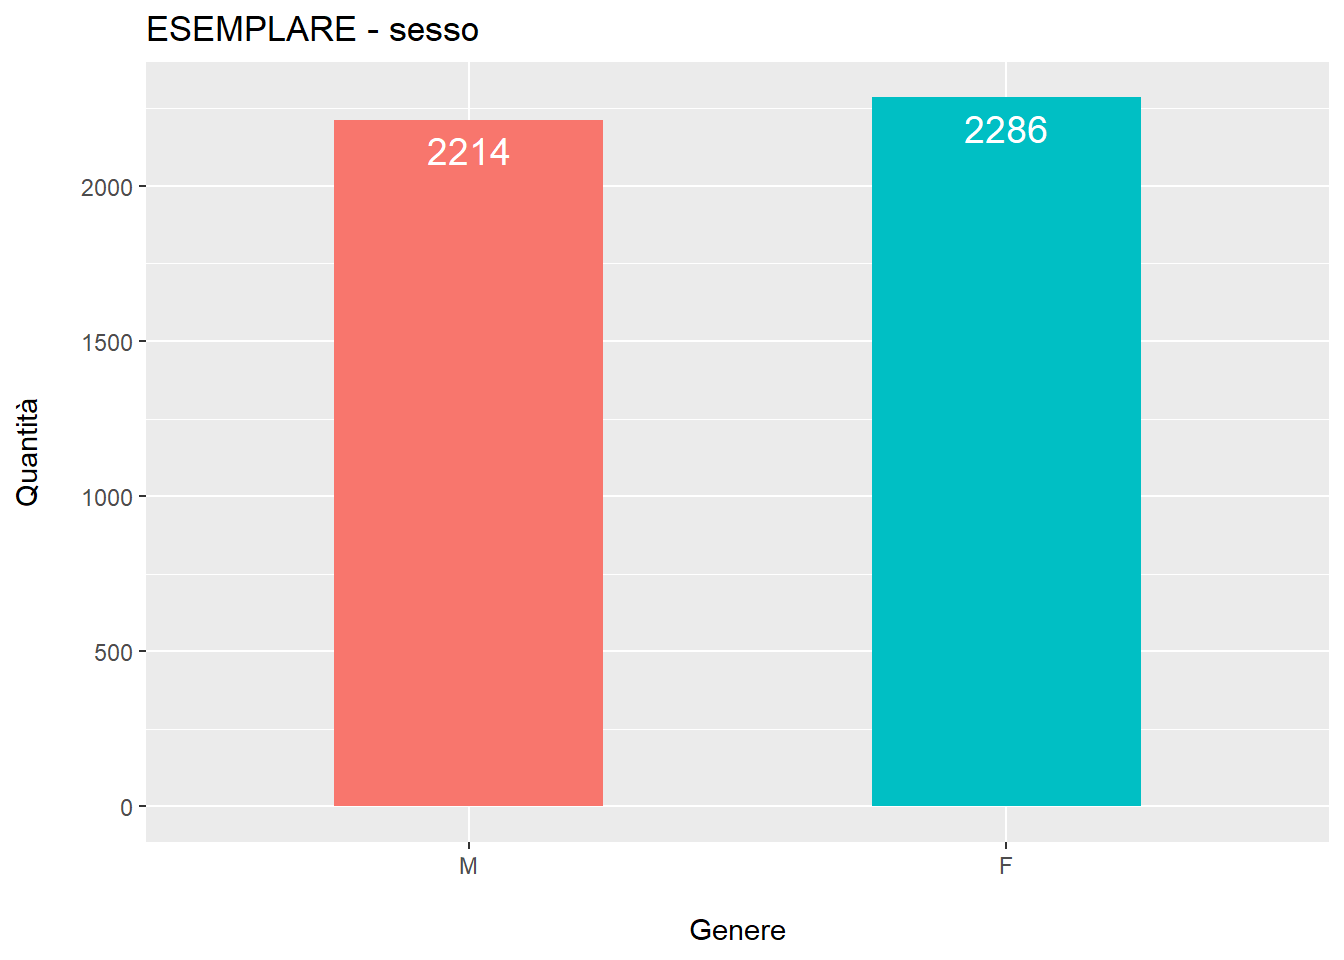 ESEMPLARE - sesso
2214
2286
2000
1500
1000
500
0
Quantità
M
F
Genere